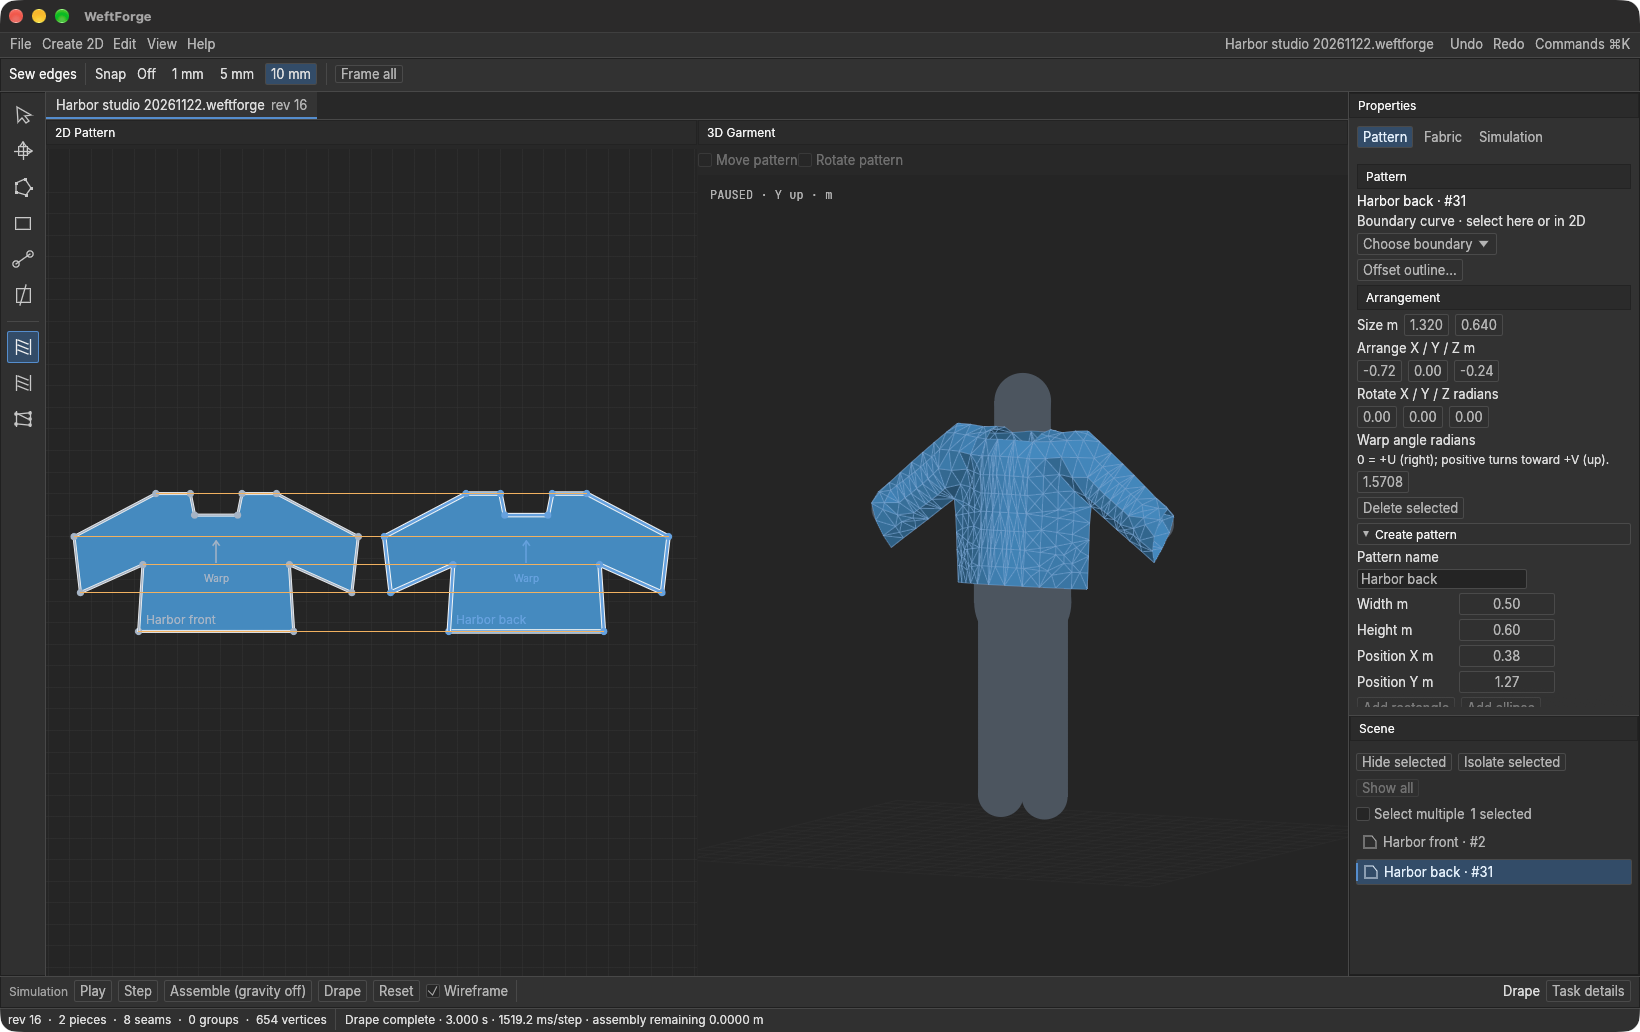 WeftForge
File Create 2D Edit View Help
Harbor studio 20261122.weftforge Undo Redo Commands ⌘K
Sew edges Snap Off 1 mm 5 mm 10 mm Frame all
Harbor studio 20261122.weftforge rev 16
2D Pattern
Warp
Harbor front
Warp
Harbor back
3D Garment
Move pattern Rotate pattern
PAUSED · Y up · m
Properties
Pattern Fabric Simulation
Pattern
Harbor back · #31
Boundary curve · select here or in 2D
Choose boundary
Offset outline...
Arrangement
Size m 1.320 0.640
Arrange X / Y / Z m
-0.72 0.00 -0.24
Rotate X / Y / Z radians
0.00 0.00 0.00
Warp angle radians
0 = +U (right); positive turns toward +V (up).
1.5708
Delete selected
Create pattern
Pattern name
Harbor back
Width m 0.50
Height m 0.60
Position X m 0.38
Position Y m 1.27
Add rectangle Add ellipse
Scene
Hide selected Isolate selected
Show all
Select multiple 1 selected
Harbor front · #2
Harbor back · #31
Simulation Play Step Assemble (gravity off) Drape Reset Wireframe
Drape Task details
rev 16 · 2 pieces · 8 seams · 0 groups · 654 vertices
Drape complete · 3.000 s · 1519.2 ms/step · assembly remaining 0.0000 m